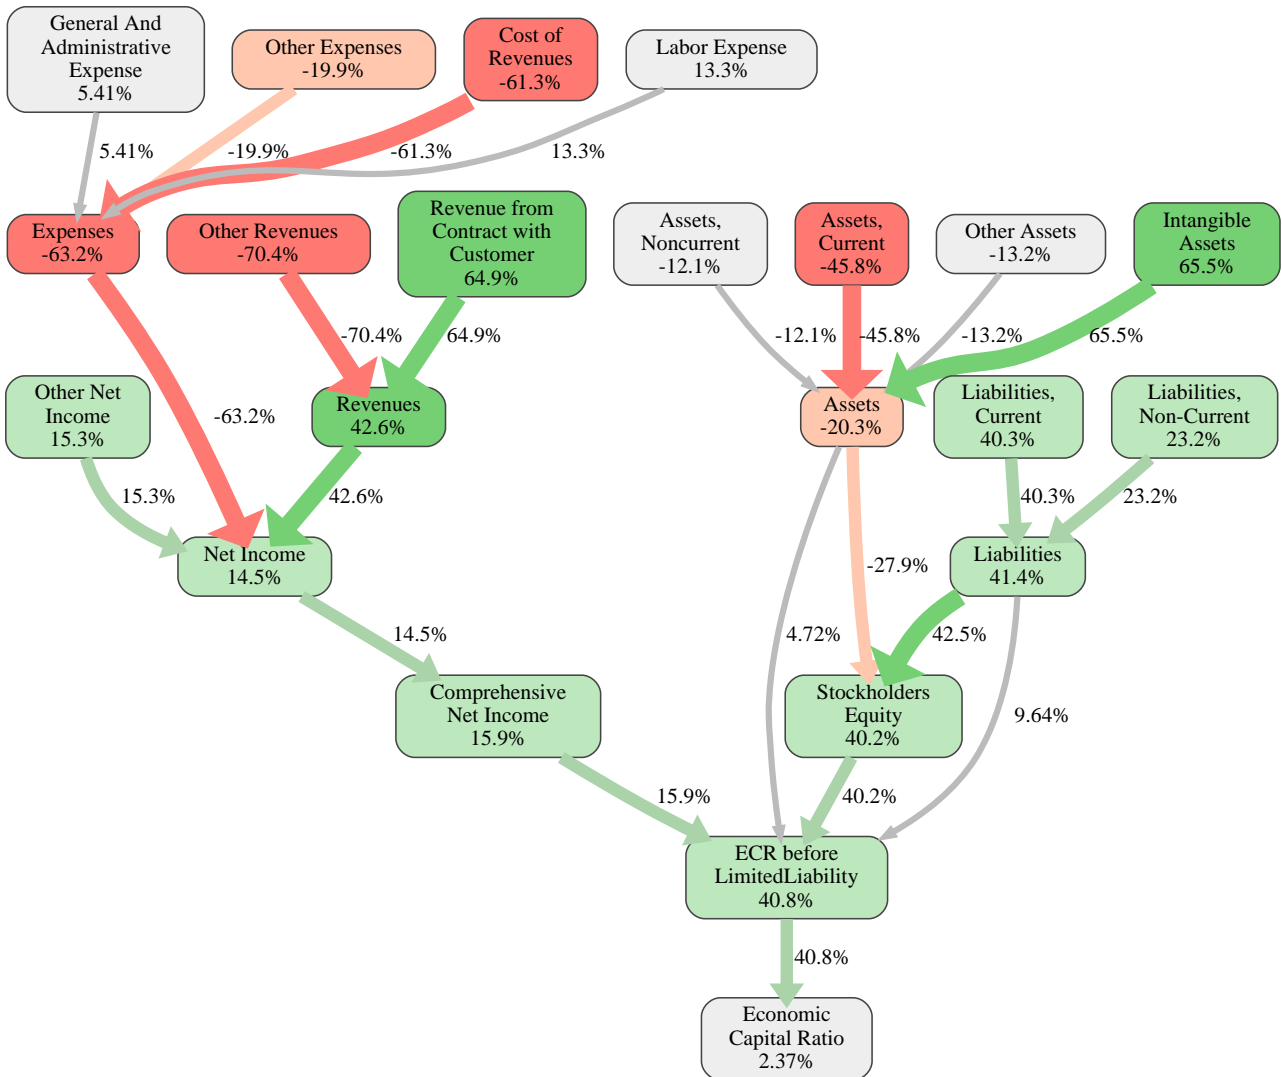 General And
Administrative
Expense
5.41%
Other Expenses
-19.9%
Cost of
Revenues
-61.3%
Labor Expense
13.3%
5.41%
-19.9%
-61.3%
13.3%
Expenses
-63.2%
Other Revenues
-70.4%
Revenue from
Contract with
Customer
64.9%
Assets,
Noncurrent
-12.1%
Assets,
Current
-45.8%
Other Assets
-13.2%
Intangible
Assets
65.5%
-70.4%
64.9%
-12.1%
-45.8%
-13.2%
65.5%
Other Net
Income
15.3%
-63.2%
Revenues
42.6%
Assets
-20.3%
Liabilities,
Current
40.3%
Liabilities,
Non-Current
23.2%
15.3%
42.6%
40.3%
23.2%
Net Income
14.5%
-27.9%
Liabilities
41.4%
14.5%
4.72%
42.5%
Comprehensive
Net Income
15.9%
Stockholders
Equity
40.2%
9.64%
15.9%
40.2%
ECR before
LimitedLiability
40.8%
40.8%
Economic
Capital Ratio
2.37%